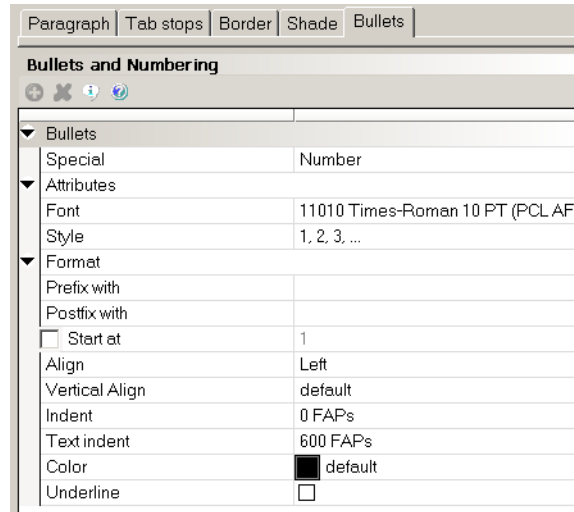 Paragraph Tab stops Border Shade Bullets
Bullets and Numbering
Bullets
Special Number
Attributes
Font 11010 Times-Roman 10 PT (PCL AF
Style 1, 2, 3, ...
Format
Prefix with
Postfix with
Start at 1
Align Left
Vertical Align default
Indent 0 FAPs
Text indent 600 FAPs
Color default
Underline